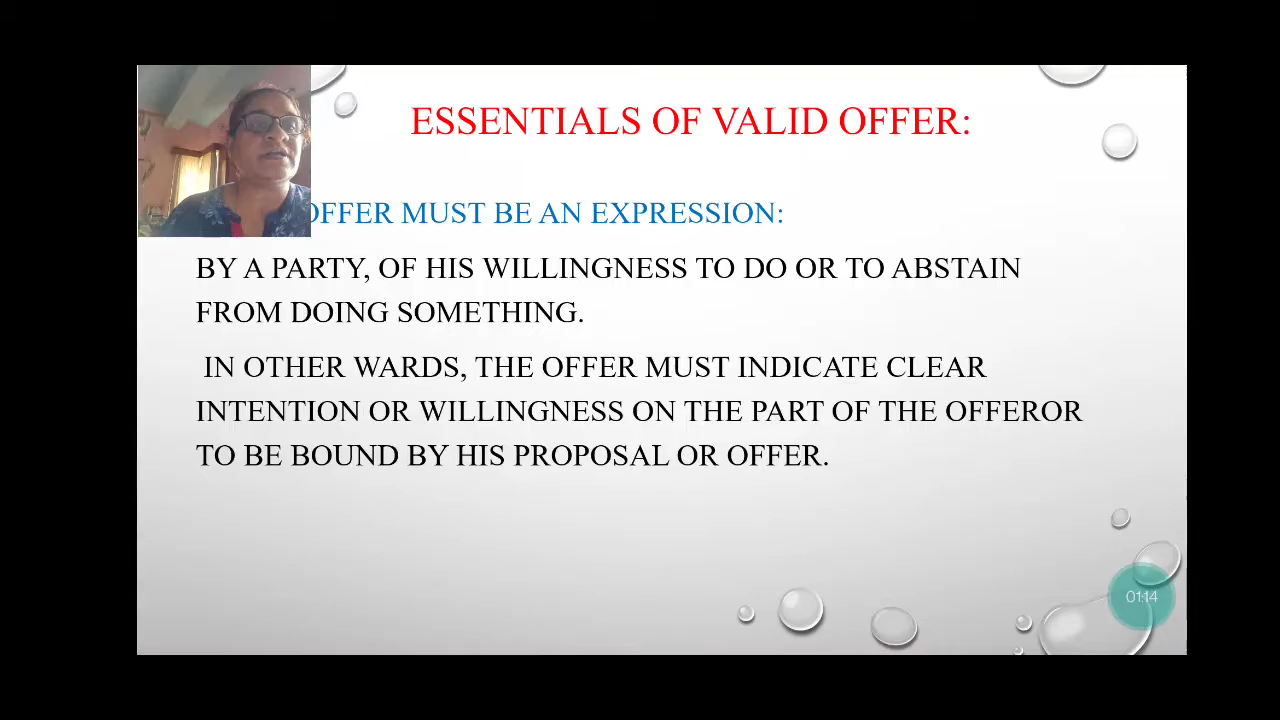 ESSENTIALS OF VALID OFFER:
OFFER MUST BE AN EXPRESSION:
BY A PARTY, OF HIS WILLINGNESS TO DO OR TO ABSTAIN
FROM DOING SOMETHING.
IN OTHER WARDS, THE OFFER MUST INDICATE CLEAR
INTENTION OR WILLINGNESS ON THE PART OF THE OFFEROR
TO BE BOUND BY HIS PROPOSAL OR OFFER.
01:14